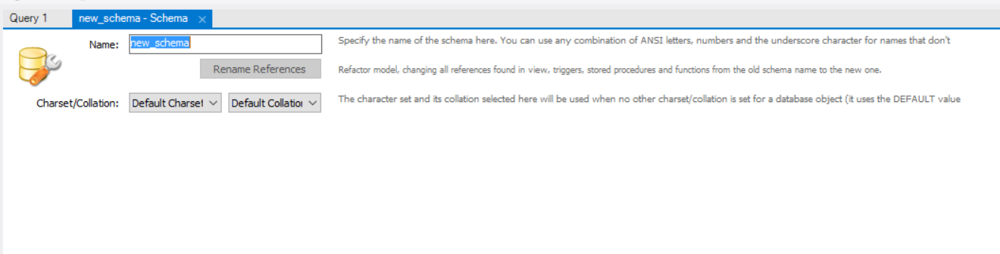 Query 1
new_schema - Schema
Name:
new_schema
Specify the name of the schema here. You can use any combination of ANSI letters, numbers and the underscore character for names that don't
Rename References
Refactor model, changing all references found in view, triggers, stored procedures and functions from the old schema name to the new one.
Charset/Collation:
Default Charset
Default Collation
The character set and its collation selected here will be used when no other charset/collation is set for a database object (it uses the DEFAULT value